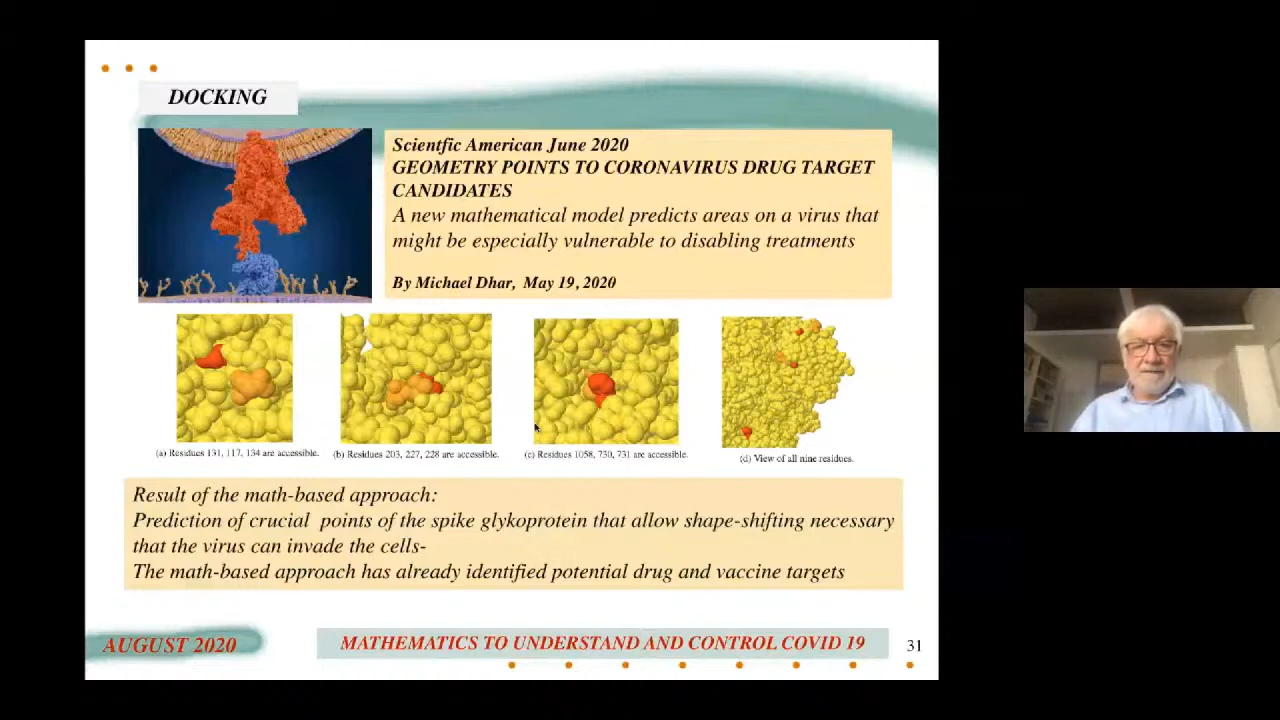 DOCKING
Scientfic American June 2020
GEOMETRY POINTS TO CORONAVIRUS DRUG TARGET
CANDIDATES
A new mathematical model predicts areas on a virus that
might be especially vulnerable to disabling treatments
By Michael Dhar, May 19, 2020
(a) Residues 131, 117, 134 are accessible.
(b) Residues 203, 227, 228 are accessible.
(c) Residues 1058, 730, 731 are accessible.
(d) View of all nine residues.
Result of the math-based approach:
Prediction of crucial points of the spike glykoprotein that allow shape-shifting necessary
that the virus can invade the cells-
The math-based approach has already identified potential drug and vaccine targets
AUGUST 2020
MATHEMATICS TO UNDERSTAND AND CONTROL COVID 19
31